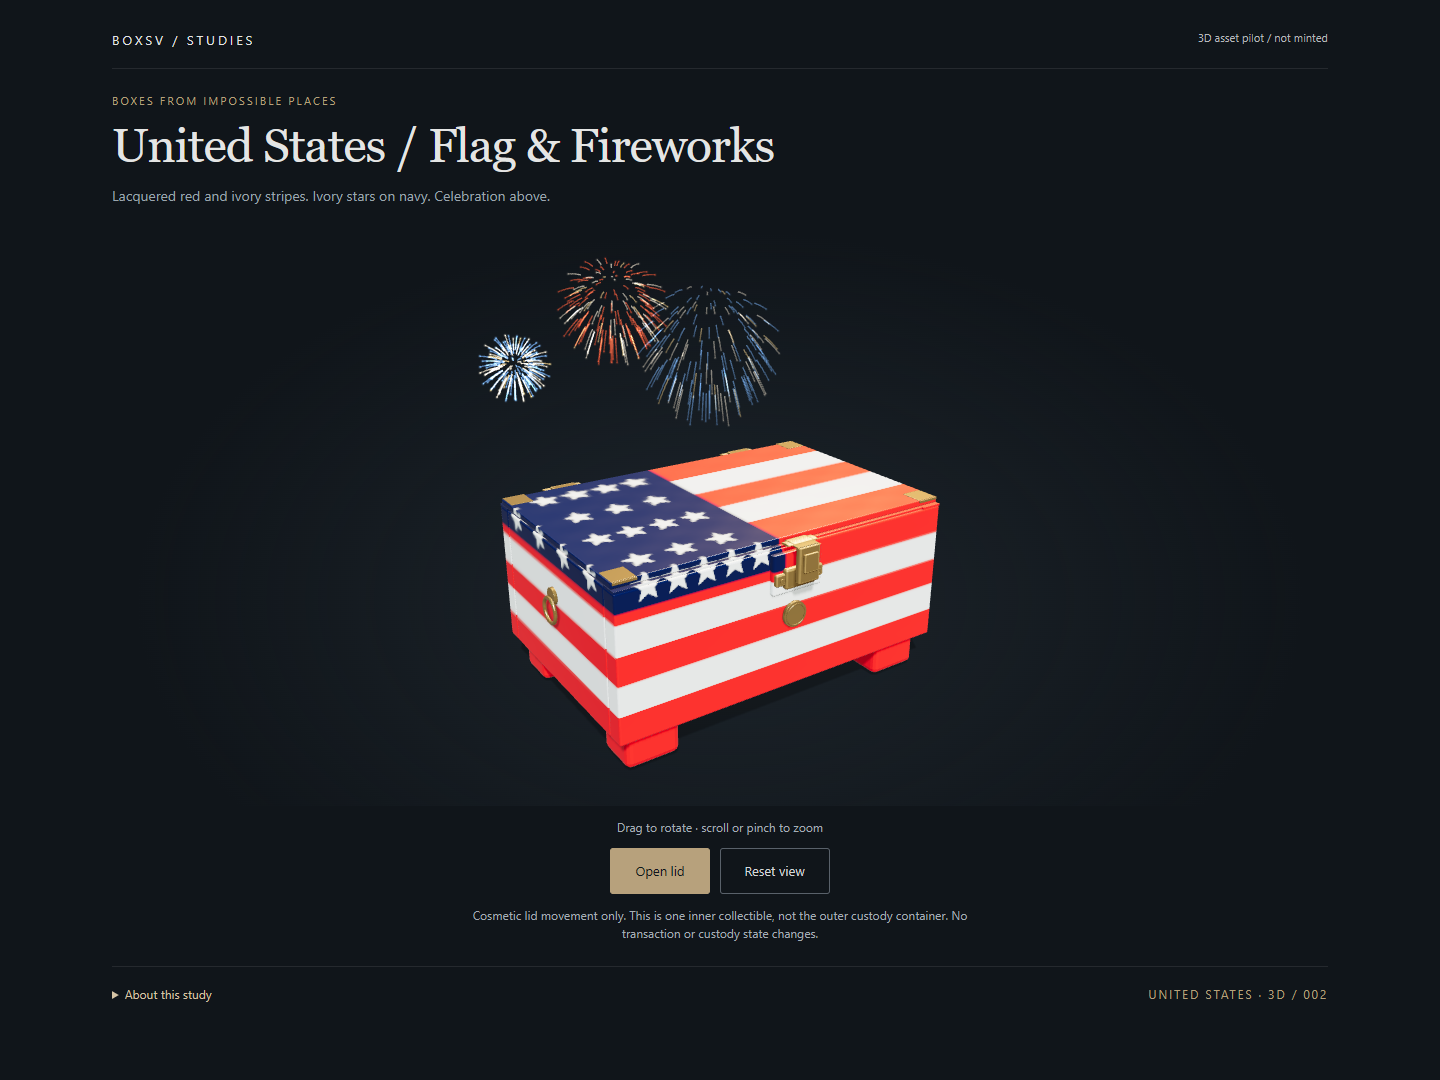 BOXSV / STUDIES
3D asset pilot / not minted
BOXES FROM IMPOSSIBLE PLACES
United States / Flag & Fireworks
Lacquered red and ivory stripes. Ivory stars on navy. Celebration above.
Drag to rotate · scroll or pinch to zoom
Open lid
Reset view
Cosmetic lid movement only. This is one inner collectible, not the outer custody container. No
transaction or custody state changes.
About this study
UNITED STATES · 3D / 002